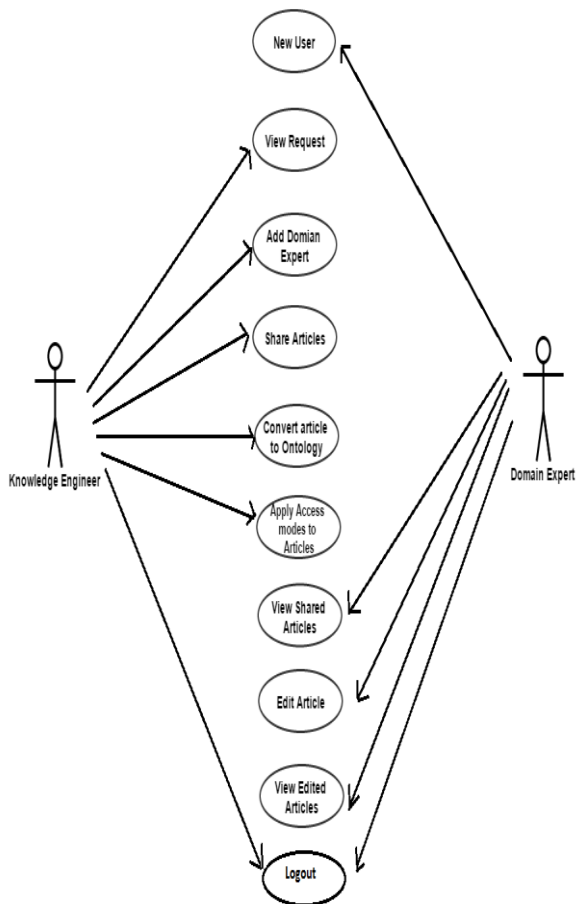 New User
View Request
Add Domian
Expert
Share Articles
Convert article
to Ontology
Knowledge Engineer
Domain Expert
Apply Access
modes to
Articles
View Shared
Articles
Edit Article
View Edited
Articles
Logout